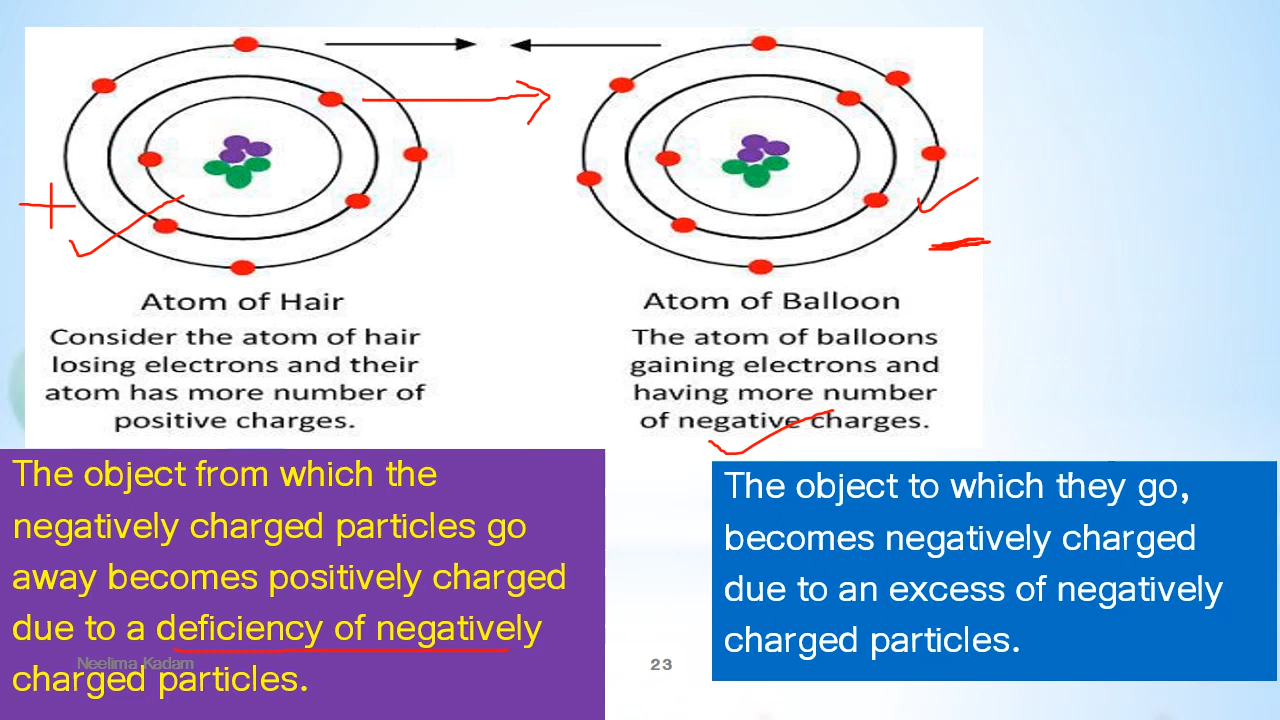 Atom of Hair
Consider the atom of hair
losing electrons and their
atom has more number of
positive charges.
Atom of Balloon
The atom of balloons
gaining electrons and
having more number
of negative charges.
The object from which the
negatively charged particles go
away becomes positively charged
due to a deficiency of negatively
charged particles.
Neelima Kadam
23
The object to which they go,
becomes negatively charged
due to an excess of negatively
charged particles.